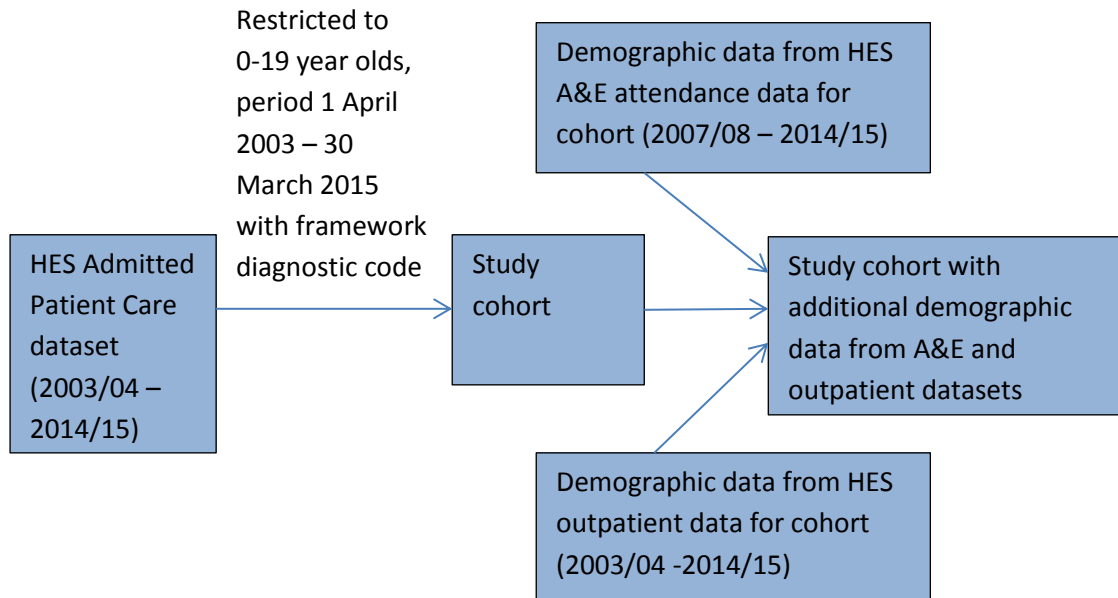 Restricted to
0-19 year olds,
period 1 April
2003 – 30
March 2015
with framework
diagnostic code
HES Admitted
Patient Care
dataset
(2003/04 –
2014/15)
Study
cohort
Demographic data from HES
A&E attendance data for
cohort (2007/08 – 2014/15)
Study cohort with
additional demographic
data from A&E and
outpatient datasets
Demographic data from HES
outpatient data for cohort
(2003/04 -2014/15)